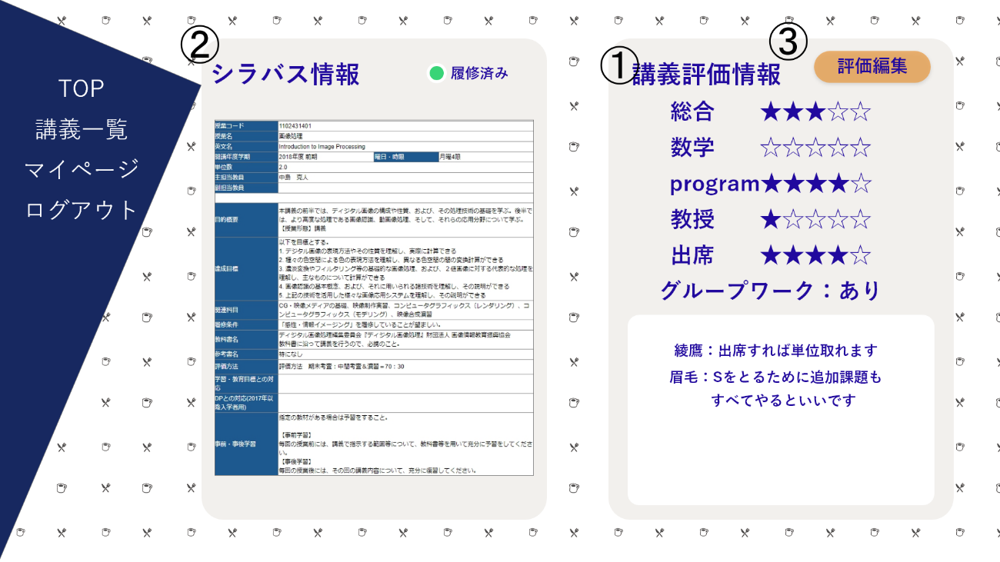 TOP
講義一覧
マイページ
ログアウト
②
シラバス情報
履修済み
授業コード 1102431401
授業名 画像処理
英文名 Introduction to Image Processing
開講年度学期 2018年度 前期 曜日・時限 月曜4限
単位数 2.0
主担当教員 中島 克人
副担当教員
目的概要
本講義の前半では、ディジタル画像の構成や性質、および、その処理技術の基礎を学ぶ。後半で
は、より高度な処理である画像認識、動画像処理、そして、それらの応用分野について学ぶ。
【授業形態】講義
達成目標
以下を目標とする。
1. デジタル画像の表現方法やその性質を理解し、実際に計算できる
2. 種々の色空間による色の表現方法を理解し、異なる色空間の間の変換計算ができる
3. 濃淡変換やフィルタリング等の基礎的な画像処理、および、２値画像に対する代表的な処理を
理解し、主なものについて計算ができる
4. 画像認識の基本概念、および、それに用いられる諸技術を理解し、その説明ができる
5. 上記の技術を活用した様々な画像応用システムを理解し、その説明ができる
関連科目
CG・映像メディアの基礎、映像制作実習、コンピュータグラフィックス（レンダリング）、コ
ンピュータグラフィックス（モデリング）、映像合成演習
履修条件 「感性・情報イメージング」を履修していることが望ましい。
教科書名
ディジタル画像処理編集委員会『ディジタル画像処理』財団法人 画像情報教育振興協会
教科書に沿って講義を行うので、必携のこと。
参考書名 特になし
評価方法 評価方法 期末考査：中間考査＆演習＝70：30
学習・教育目標との対
応
DPとの対応(2017年以
降入学者用)
事前・事後学習
指定の教材がある場合は予習をすること。
【事前学習】
毎回の授業前には、講義で指示する範囲等について、教科書等を用いて充分に予習をしてくださ
い。
【事後学習】
毎回の授業後には、その回の講義内容について、充分に復習してください。
①
講義評価情報
③
評価編集
総合 ★★★☆☆
数学 ☆☆☆☆☆
program★★★★☆
教授 ★☆☆☆☆
出席 ★★★★☆
グループワーク：あり
綾鷹：出席すれば単位取れます
眉毛：Sをとるために追加課題も
すべてやるといいです